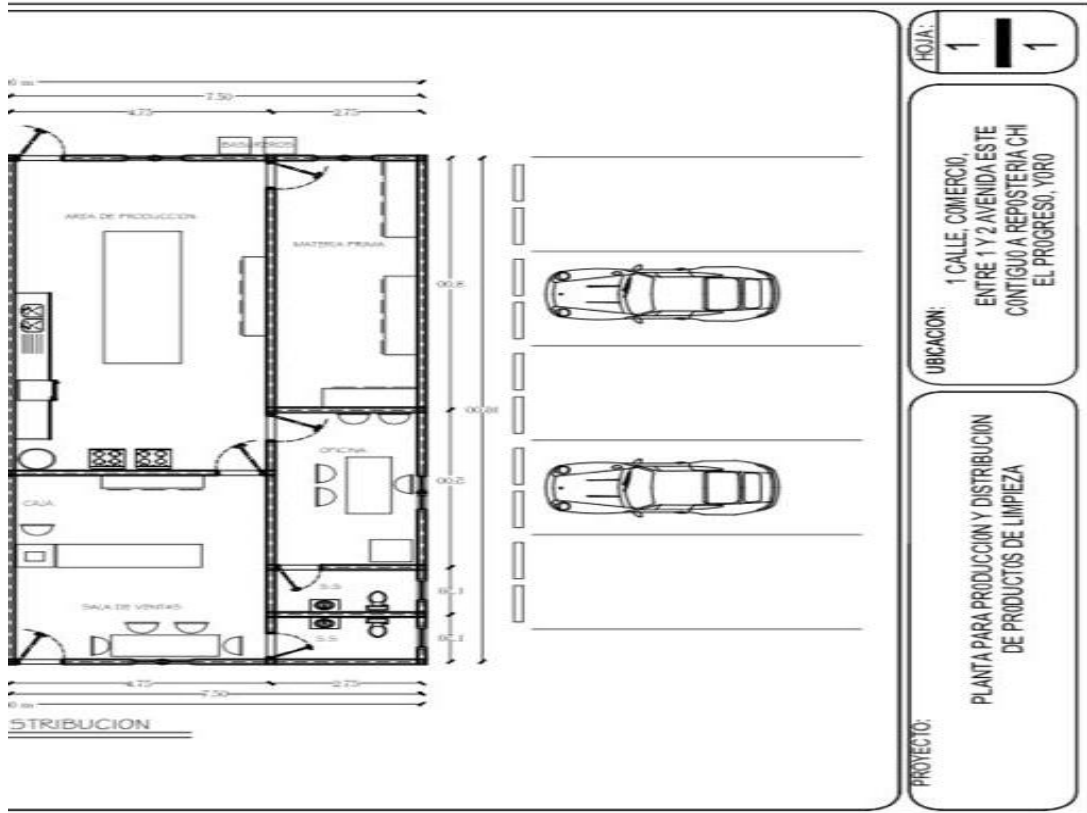 7.50
4.75
2.75
AREA DE PRODUCCION
MATERIA PRIMA
8.00
OFICINA
CAJA
S.S
SALA DE VENTAS
S.S
4.75
2.75
7.50
STRIBUCION
HOJA:
1
1
UBICACION:
1 CALLE, COMERCIO,
ENTRE 1 Y 2 AVENIDA ESTE
CONTIGUO A REPOSTERIA CHI
EL PROGRESO, YORO
PROYECTO:
PLANTA PARA PRODUCCION Y DISTRIBUCION
DE PRODUCTOS DE LIMPIEZA